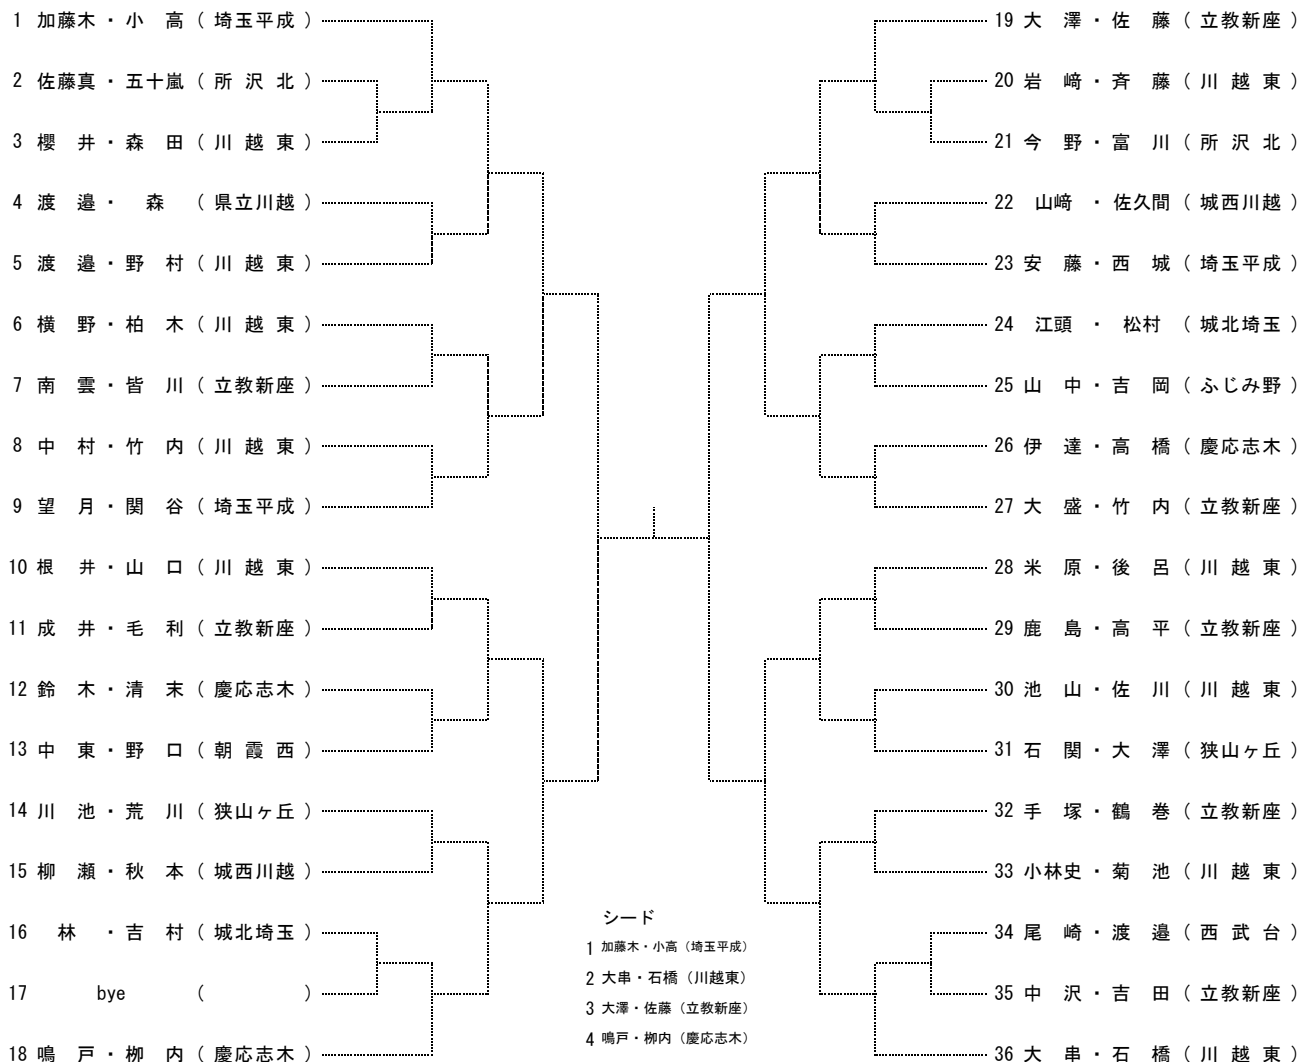 1 加藤木・小 高 ( 埼玉平成 )
2 佐藤真・五十嵐 ( 所 沢 北 )
3 櫻 井・森 田 ( 川 越 東 )
4 渡 邉・ 森 ( 県立川越 )
5 渡 邉・野 村 ( 川 越 東 )
6 横 野・柏 木 ( 川 越 東 )
7 南 雲・皆 川 ( 立教新座 )
8 中 村・竹 内 ( 川 越 東 )
9 望 月・関 谷 ( 埼玉平成 )
10 根 井・山 口 ( 川 越 東 )
11 成 井・毛 利 ( 立教新座 )
12 鈴 木・清 末 ( 慶応志木 )
13 中 東・野 口 ( 朝 霞 西 )
14 川 池・荒 川 ( 狭山ヶ丘 )
15 柳 瀬・秋 本 ( 城西川越 )
16 林 ・吉 村 ( 城北埼玉 )
17 bye ( )
18 鳴 戸・栁 内 ( 慶応志木 )
シード
1 加藤木・小高（埼玉平成）
2 大串・石橋（川越東）
3 大澤・佐藤（立教新座）
4 鳴戸・栁内（慶応志木）
19 大 澤・佐 藤 ( 立教新座 )
20 岩 﨑・斉 藤 ( 川 越 東 )
21 今 野・富 川 ( 所 沢 北 )
22 山﨑 ・佐久間 ( 城西川越 )
23 安 藤・西 城 ( 埼玉平成 )
24 江頭 ・ 松村 ( 城北埼玉 )
25 山 中・吉 岡 ( ふじみ野 )
26 伊 達・高 橋 ( 慶応志木 )
27 大 盛・竹 内 ( 立教新座 )
28 米 原・後 呂 ( 川 越 東 )
29 鹿 島・高 平 ( 立教新座 )
30 池 山・佐 川 ( 川 越 東 )
31 石 関・大 澤 ( 狭山ヶ丘 )
32 手 塚・鶴 巻 ( 立教新座 )
33 小林史・菊 池 ( 川 越 東 )
34 尾 崎・渡 邉 ( 西 武 台 )
35 中 沢・吉 田 ( 立教新座 )
36 大 串・石 橋 ( 川 越 東 )